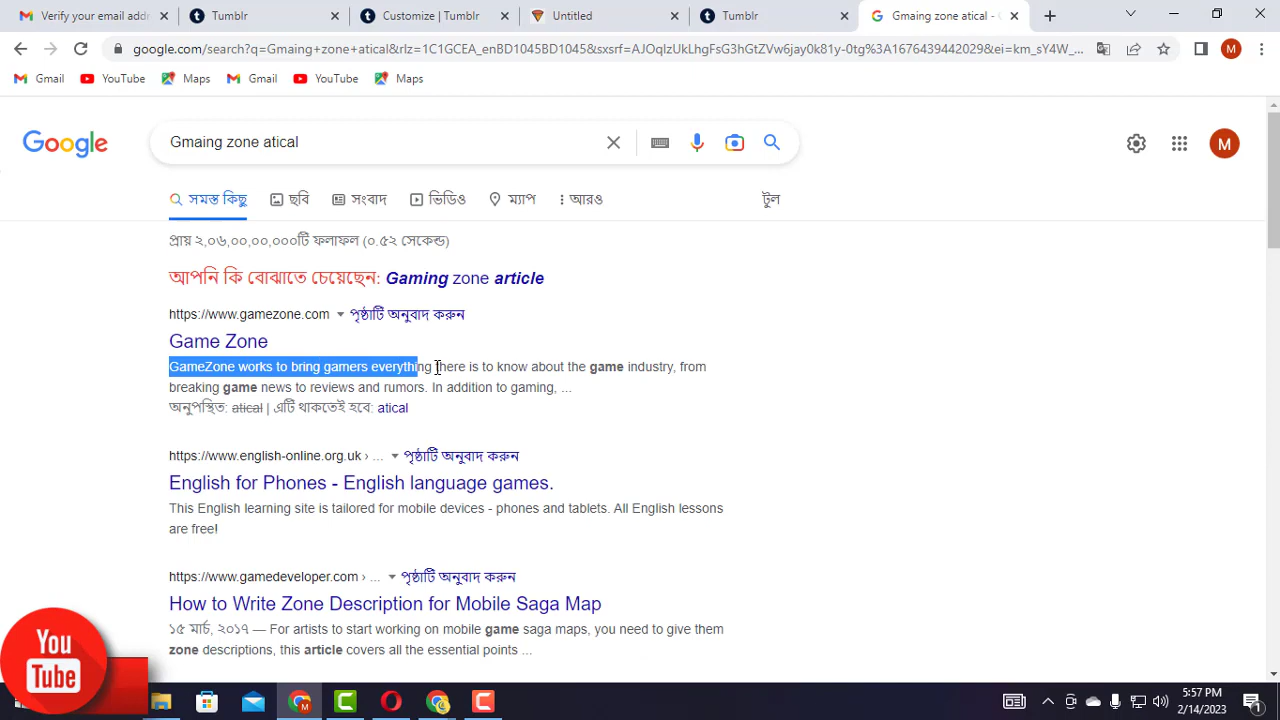 Verify your email addre
Tumblr
Customize | Tumblr
Untitled
Tumblr
Gmaing zone atical - G
google.com/search?q=Gmaing+zone+atical&rlz=1C1GCEA_enBD1045BD1045&sxsrf=AJOqlzUkLhgFsG3hGtZVw6jay0k81y-0tg%3A1676439442029&ei=km_sY4W_...
M
Gmail
YouTube
Maps
Gmail
YouTube
Maps
Google
Gmaing zone atical
M
সমস্ত কিছু
ছবি
সংবাদ
ভিডিও
ম্যাপ
আরও
টুল
প্রায় ২,০৬,০০,০০,০০০টি ফলাফল (০.৫২ সেকেন্ড)
আপনি কি বোঝাতে চেয়েছেন: Gaming zone article
https://www.gamezone.com পৃষ্ঠাটি অনুবাদ করুন
Game Zone
GameZone works to bring gamers everything there is to know about the game industry, from
breaking game news to reviews and rumors. In addition to gaming, ...
অনুপস্থিত: atical | এটি থাকতেই হবে: atical
https://www.english-online.org.uk › ... পৃষ্ঠাটি অনুবাদ করুন
English for Phones - English language games.
This English learning site is tailored for mobile devices - phones and tablets. All English lessons
are free!
https://www.gamedeveloper.com › ... পৃষ্ঠাটি অনুবাদ করুন
How to Write Zone Description for Mobile Saga Map
১৫ মার্চ, ২০১৭ — For artists to start working on mobile game saga maps, you need to give them
zone descriptions, this article covers all the essential points ...
You
Tube
5:57 PM
2/14/2023
1